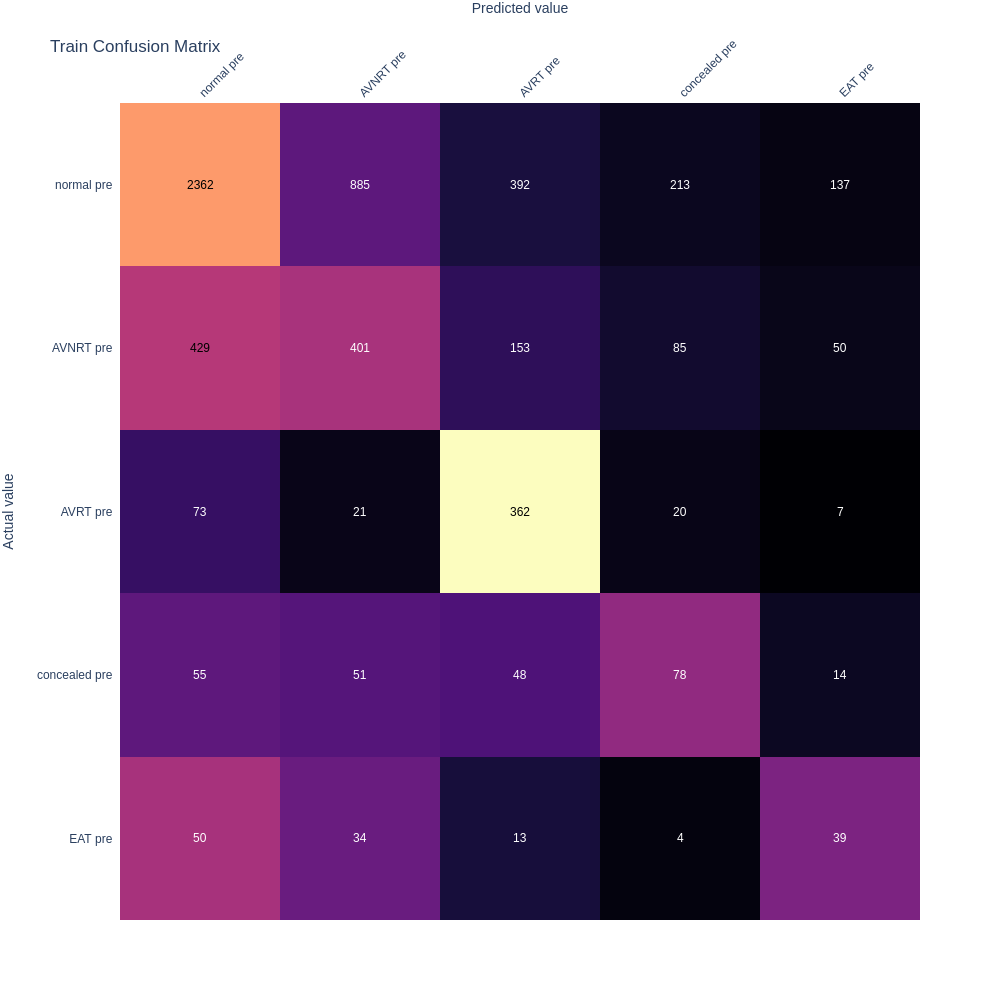 Predicted value
Train Confusion Matrix
normal pre AVNRT pre AVRT pre concealed pre EAT pre
normal pre 2362 885 392 213 137
AVNRT pre 429 401 153 85 50
AVRT pre 73 21 362 20 7
Actual value
concealed pre 55 51 48 78 14
EAT pre 50 34 13 4 39